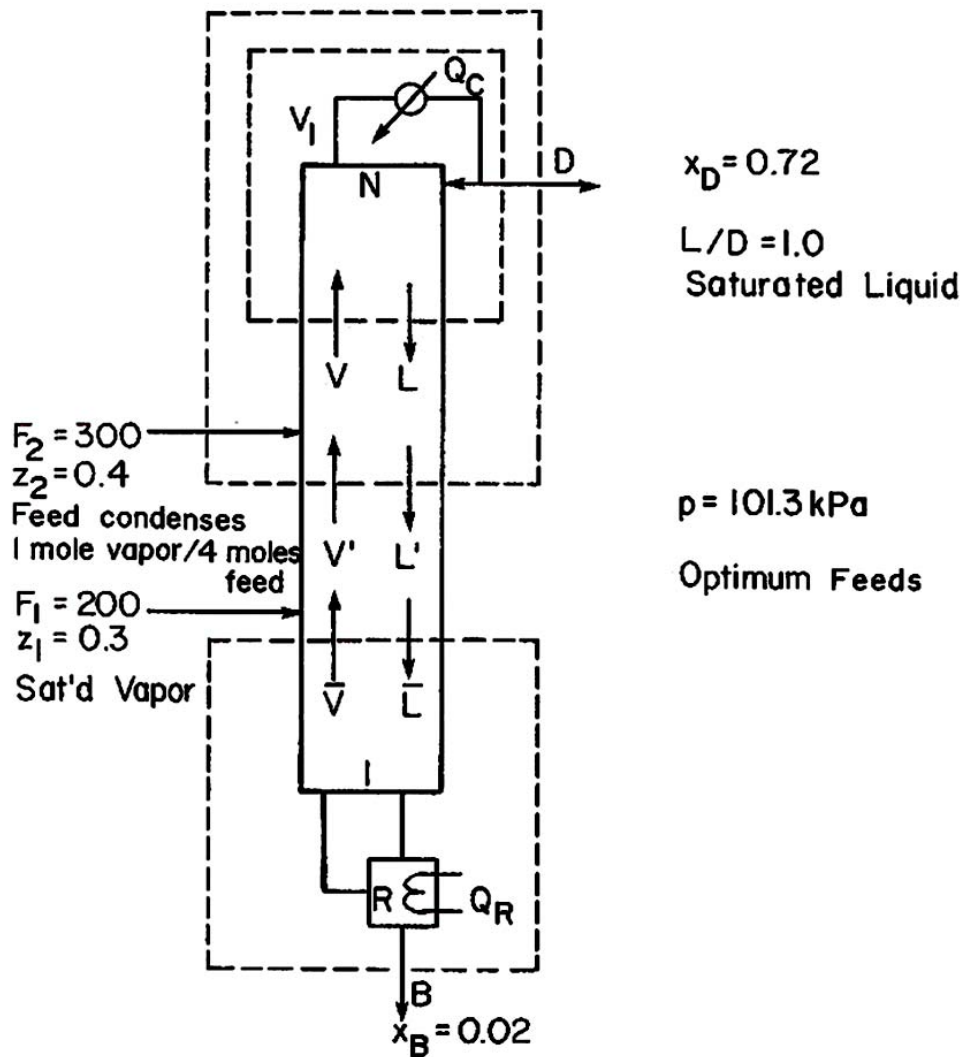 Q_C
V_1
D
x_D = 0.72
N
L/D = 1.0
Saturated Liquid
V
L
F_2 = 300
z_2 = 0.4
Feed condenses
1 mole vapor/4 moles
feed
V'
L'
p = 101.3 kPa
Optimum Feeds
F_1 = 200
z_1 = 0.3
Sat'd Vapor
V̅
L̅
1
R
Q_R
B
x_B = 0.02